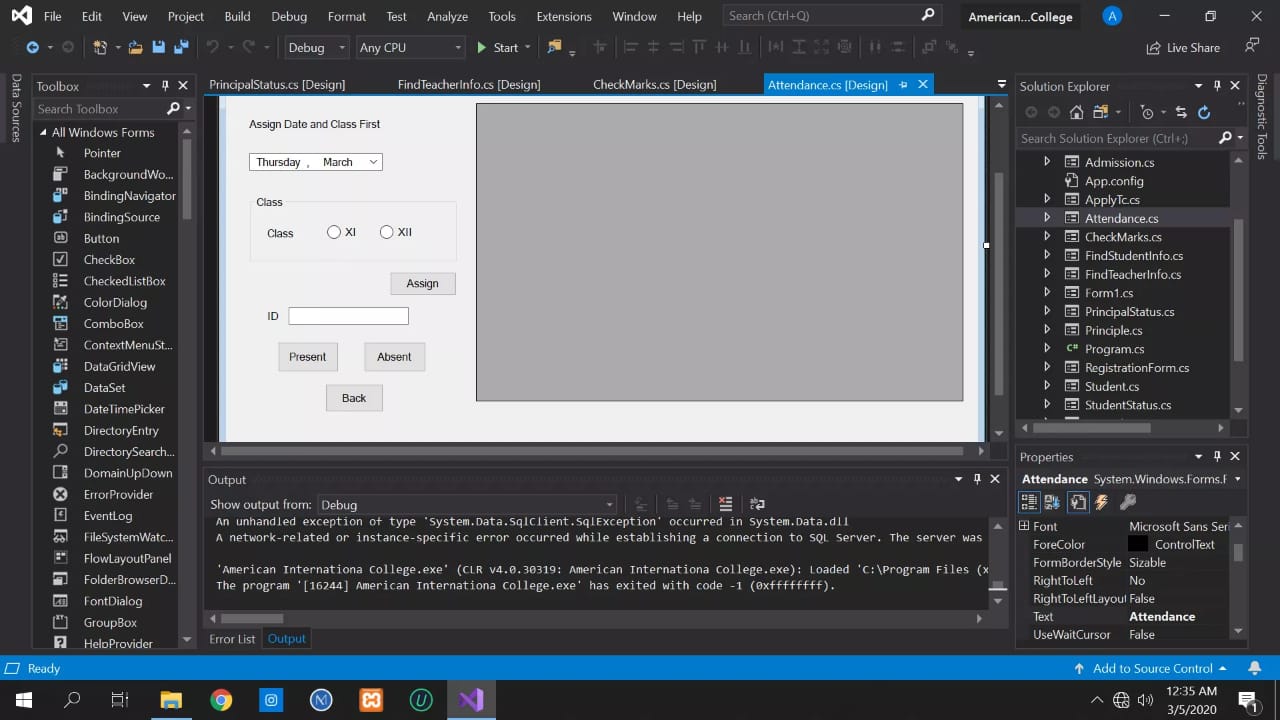 File Edit View Project Build Debug Format Test Analyze Tools Extensions Window Help Search (Ctrl+Q) American...College A
Debug Any CPU Start Live Share
Data Sources
Toolbox
Search Toolbox
All Windows Forms
Pointer
BackgroundWo...
BindingNavigator
BindingSource
Button
CheckBox
CheckedListBox
ColorDialog
ComboBox
ContextMenuSt...
DataGridView
DataSet
DateTimePicker
DirectoryEntry
DirectorySearch...
DomainUpDown
ErrorProvider
EventLog
FileSystemWatc...
FlowLayoutPanel
FolderBrowserD...
FontDialog
GroupBox
HelpProvider
PrincipalStatus.cs [Design] FindTeacherInfo.cs [Design] CheckMarks.cs [Design] Attendance.cs [Design]
Assign Date and Class First
Thursday , March
Class
Class XI XII
Assign
ID
Present Absent
Back
Output
Show output from: Debug
An unhandled exception of type 'System.Data.SqlClient.SqlException' occurred in System.Data.dll
A network-related or instance-specific error occurred while establishing a connection to SQL Server. The server was
'American Internationa College.exe' (CLR v4.0.30319: American Internationa College.exe): Loaded 'C:\Program Files (x
The program '[16244] American Internationa College.exe' has exited with code -1 (0xffffffff).
Error List Output
Solution Explorer
Search Solution Explorer (Ctrl+;)
Admission.cs
App.config
ApplyTc.cs
Attendance.cs
CheckMarks.cs
FindStudentInfo.cs
FindTeacherInfo.cs
Form1.cs
PrincipalStatus.cs
Principle.cs
C# Program.cs
RegistrationForm.cs
Student.cs
StudentStatus.cs
Diagnostic Tools
Properties
Attendance System.Windows.Forms.F
Font Microsoft Sans Seri
ForeColor ControlText
FormBorderStyle Sizable
RightToLeft No
RightToLeftLayout False
Text Attendance
UseWaitCursor False
Ready Add to Source Control
12:35 AM
3/5/2020
1